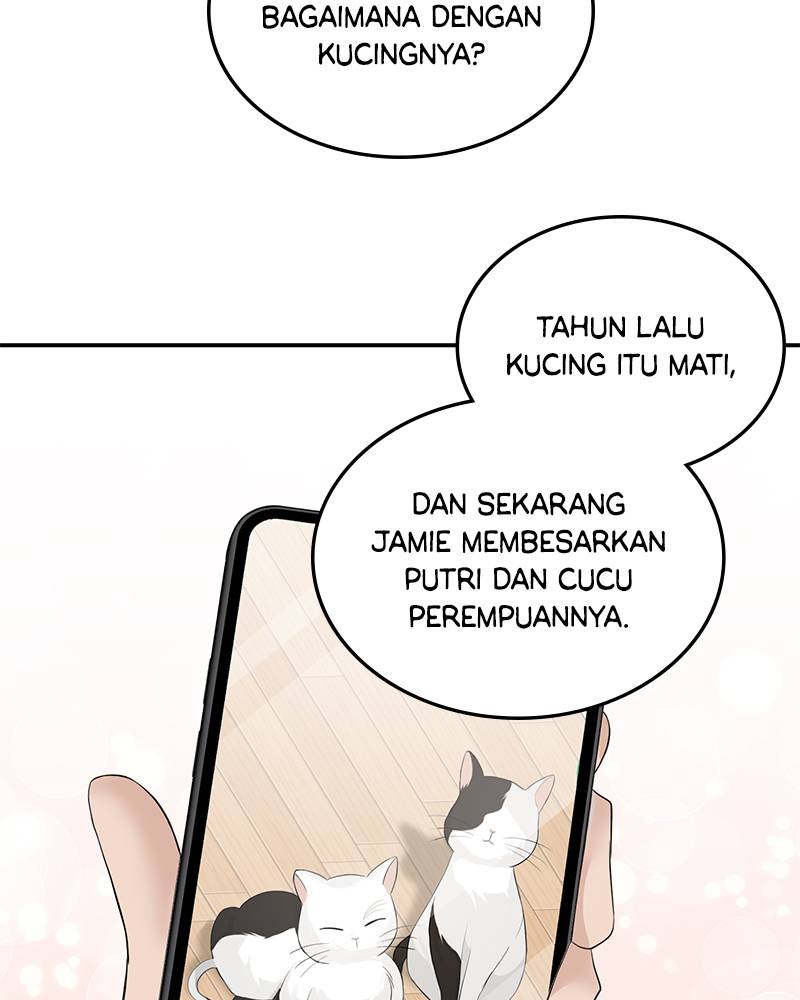 BAGAIMANA DENGAN
KUCINGNYA?
TAHUN LALU
KUCING ITU MATI,
DAN SEKARANG
JAMIE MEMBESARKAN
PUTRI DAN CUCU
PEREMPUANNYA.